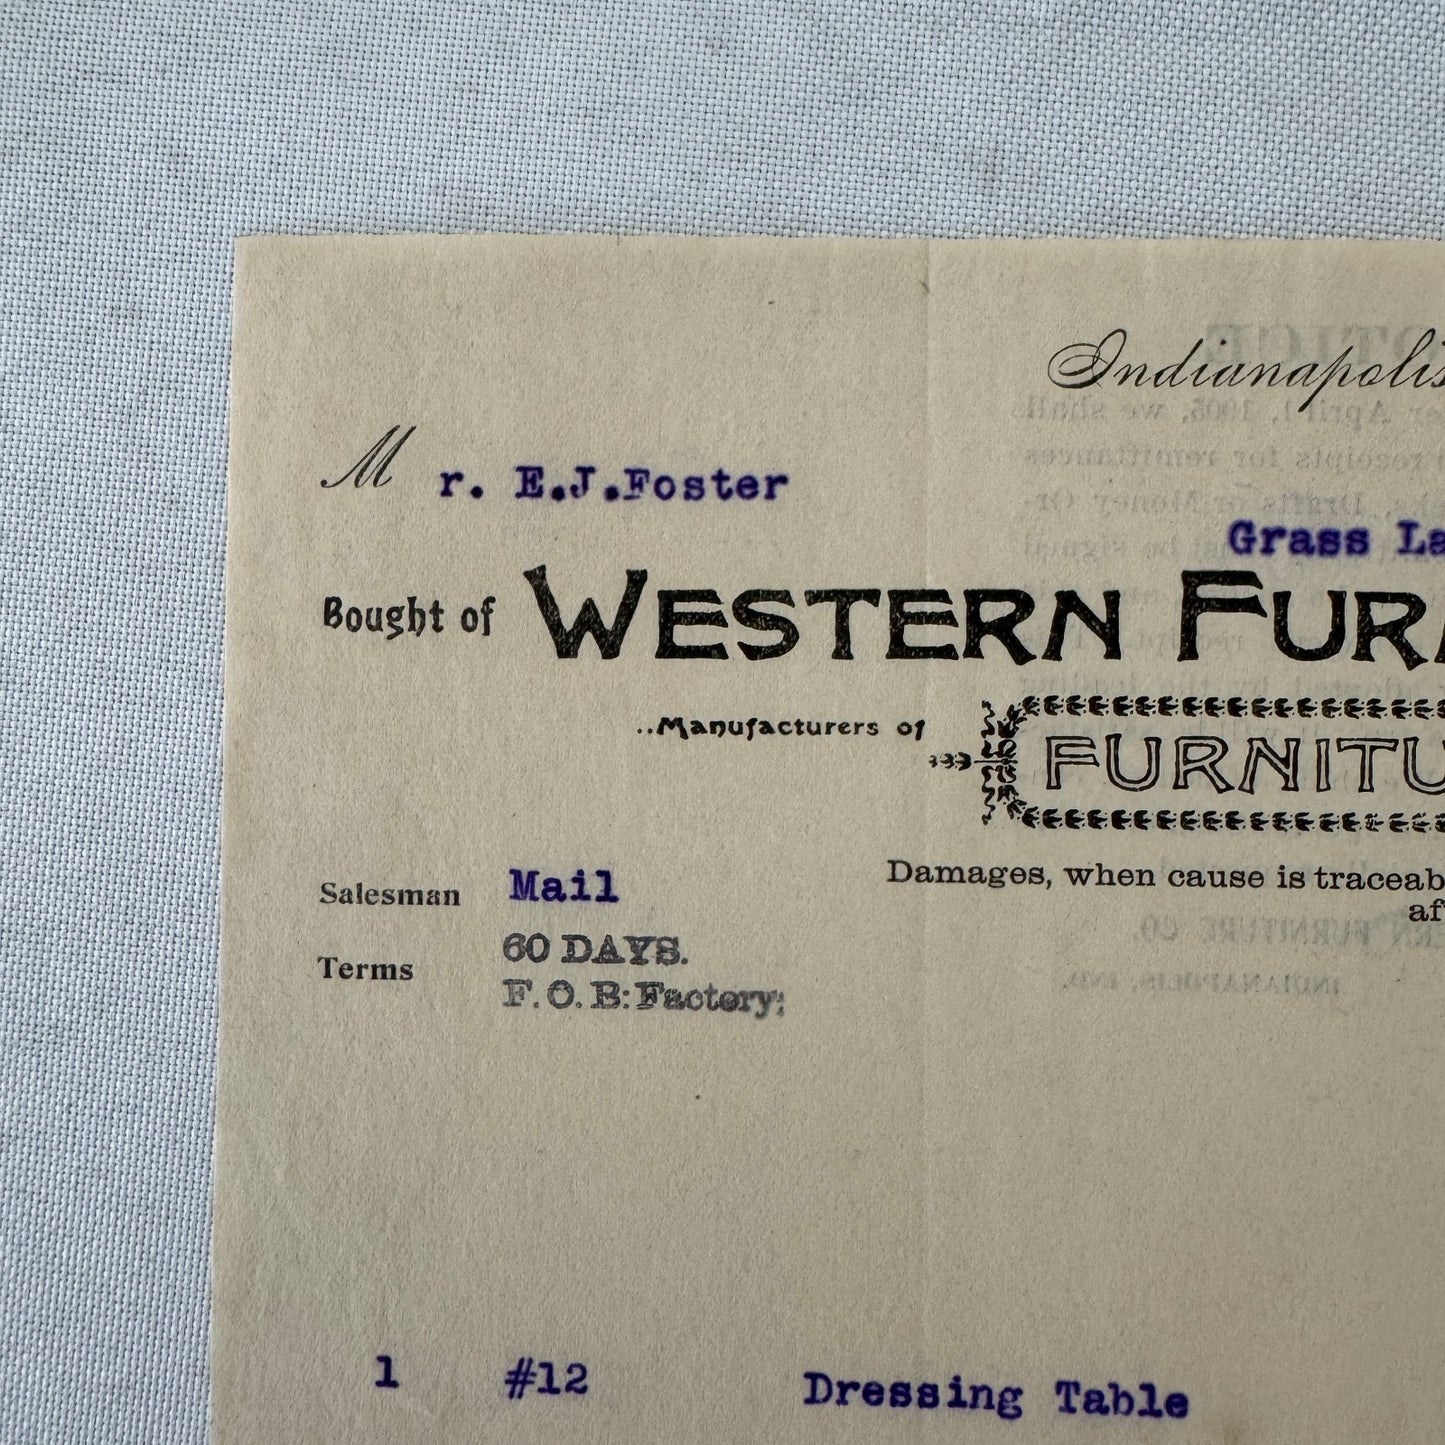 Indianapolis
Mr. E.J.Foster
Grass La
Bought of WESTERN FUR
..Manufacturers of
FURNITU
Damages, when cause is traceab
af
Salesman Mail
Terms 60 DAYS.
F.O.B: Factory;
1 #12 Dressing Table